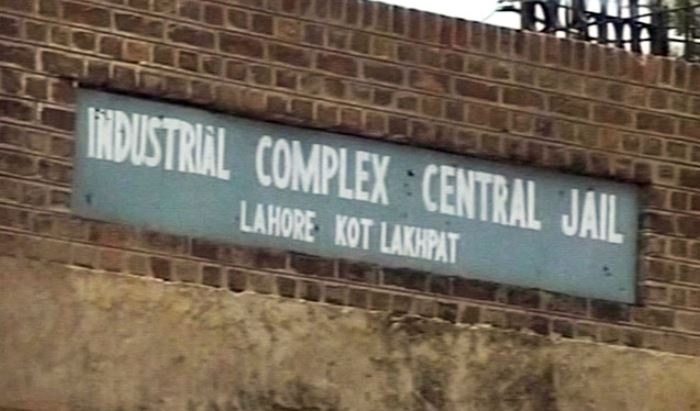 INDUSTRIAL COMPLEX CENTRAL JAIL
LAHORE KOT LAKHPAT